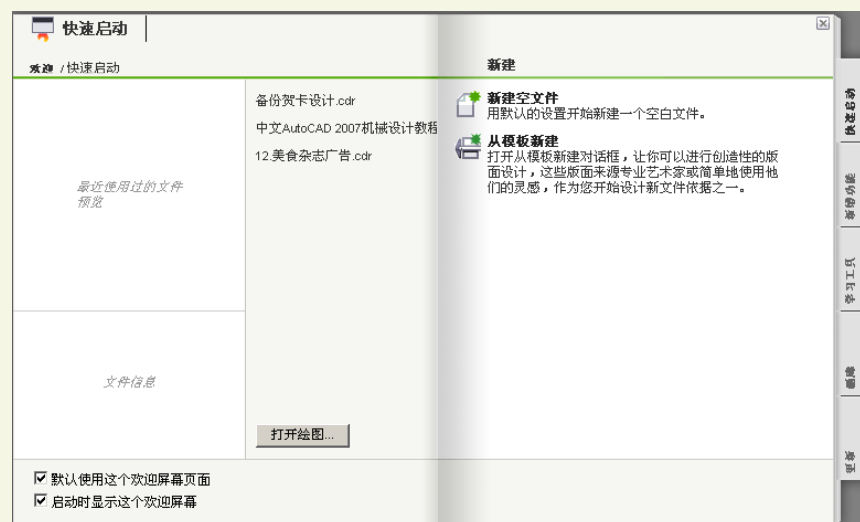 快速启动
欢迎 /快速启动
最近使用过的文件
预览
文件信息
备份贺卡设计.cdr
中文AutoCAD 2007机械设计教程
12.美食杂志广告.cdr
打开绘图...
新建
新建空文件
用默认的设置开始新建一个空白文件。
从模板新建
打开从模板新建对话框，让你可以进行创造性的版
面设计，这些版面来源专业艺术家或简单地使用他
们的灵感，作为您开始设计新文件依据之一。
默认使用这个欢迎屏幕页面
启动时显示这个欢迎屏幕
快速启动
新增功能
学习工具
图库
更新